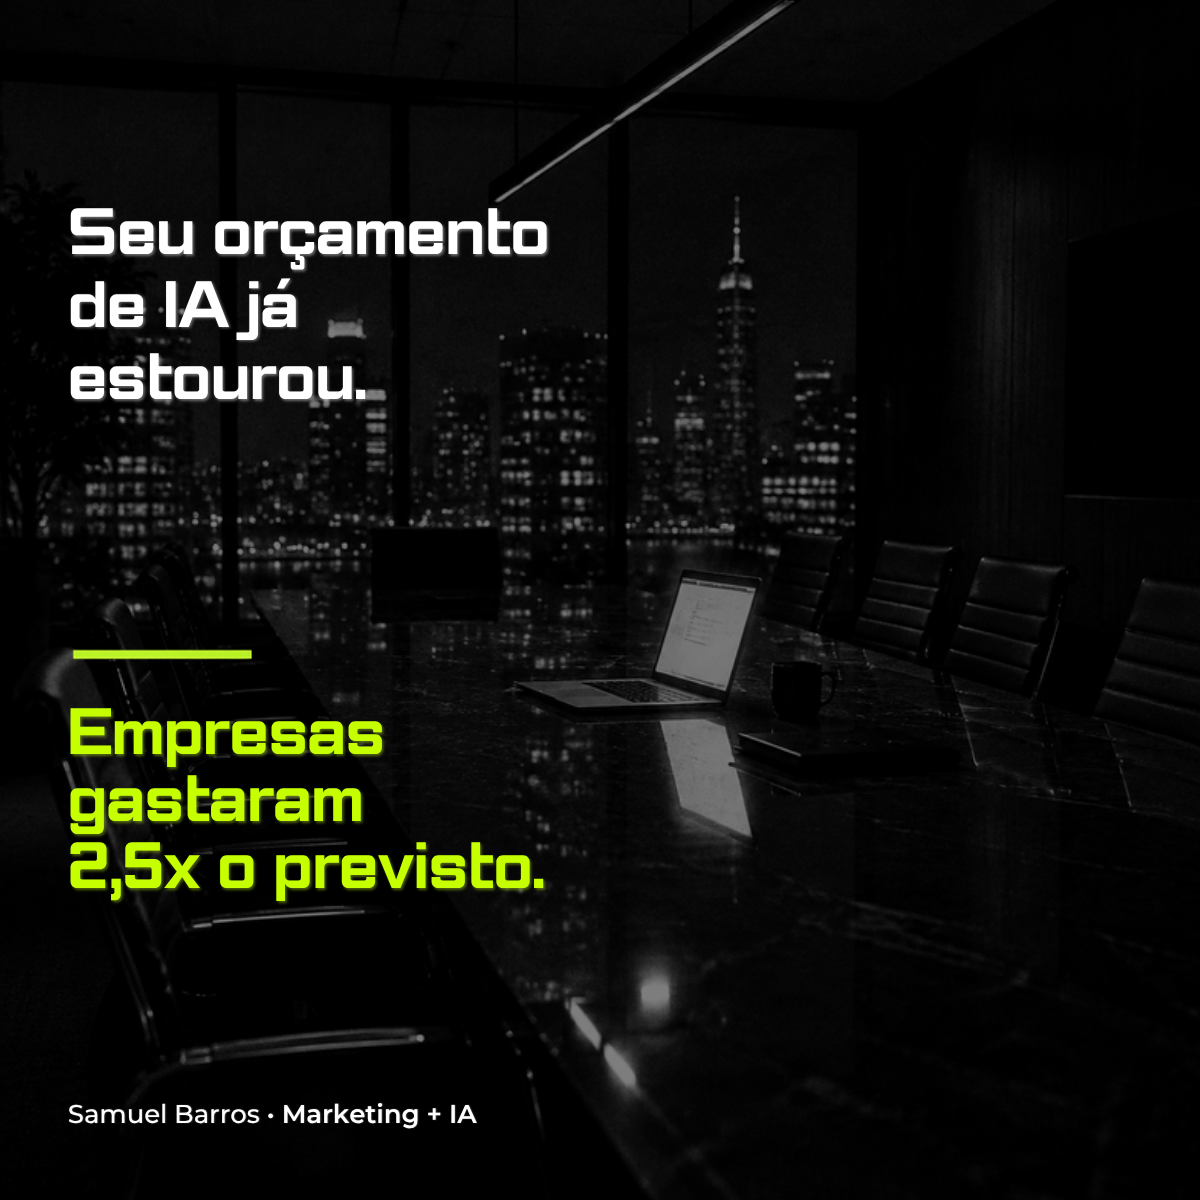 Seu orçamento
de IA já
estourou.
Empresas
gastaram
2,5x o previsto.
Samuel Barros • Marketing + IA